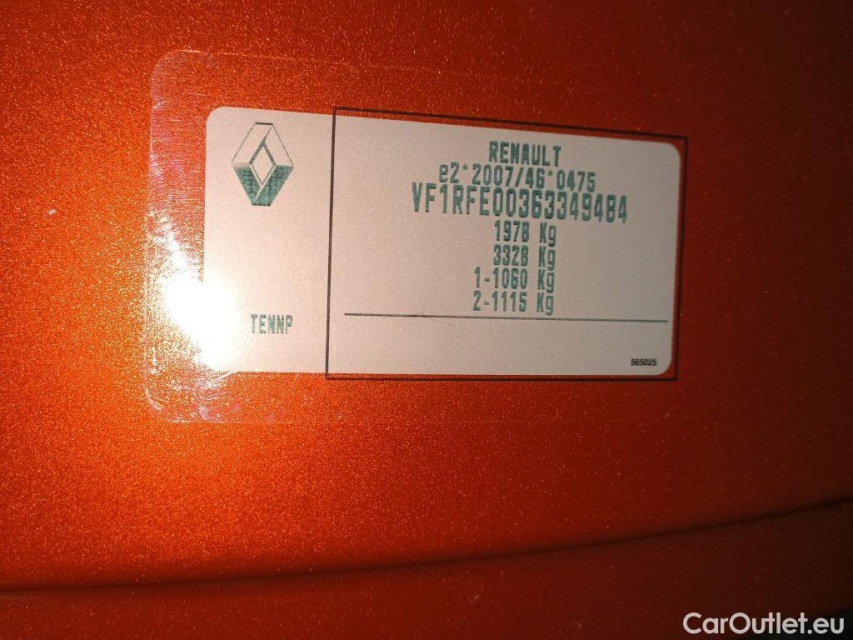 RENAULT
e2*2007/46*0475
VF1RFE00363349484
1978 Kg
3328 Kg
1-1060 Kg
2-1115 Kg
TENNP
565025
CarOutlet.eu